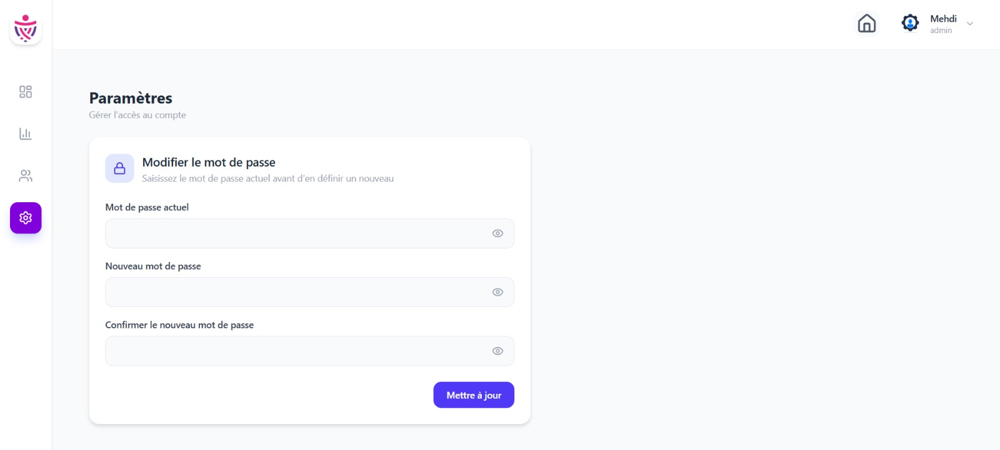 Mehdi
admin
Paramètres
Gérer l’accès au compte
Modifier le mot de passe
Saisissez le mot de passe actuel avant d’en définir un nouveau
Mot de passe actuel
Nouveau mot de passe
Confirmer le nouveau mot de passe
Mettre à jour